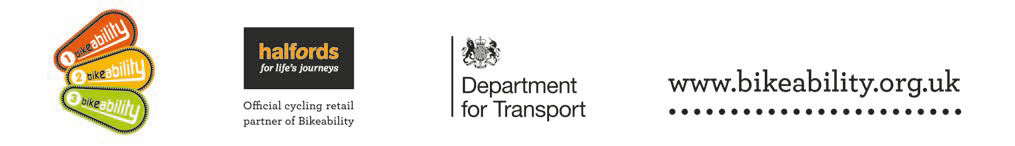 1 bikeability
2 bikeability
3 bikeability
halfords
for life's journeys
Official cycling retail
partner of Bikeability
Department
for Transport
www.bikeability.org.uk